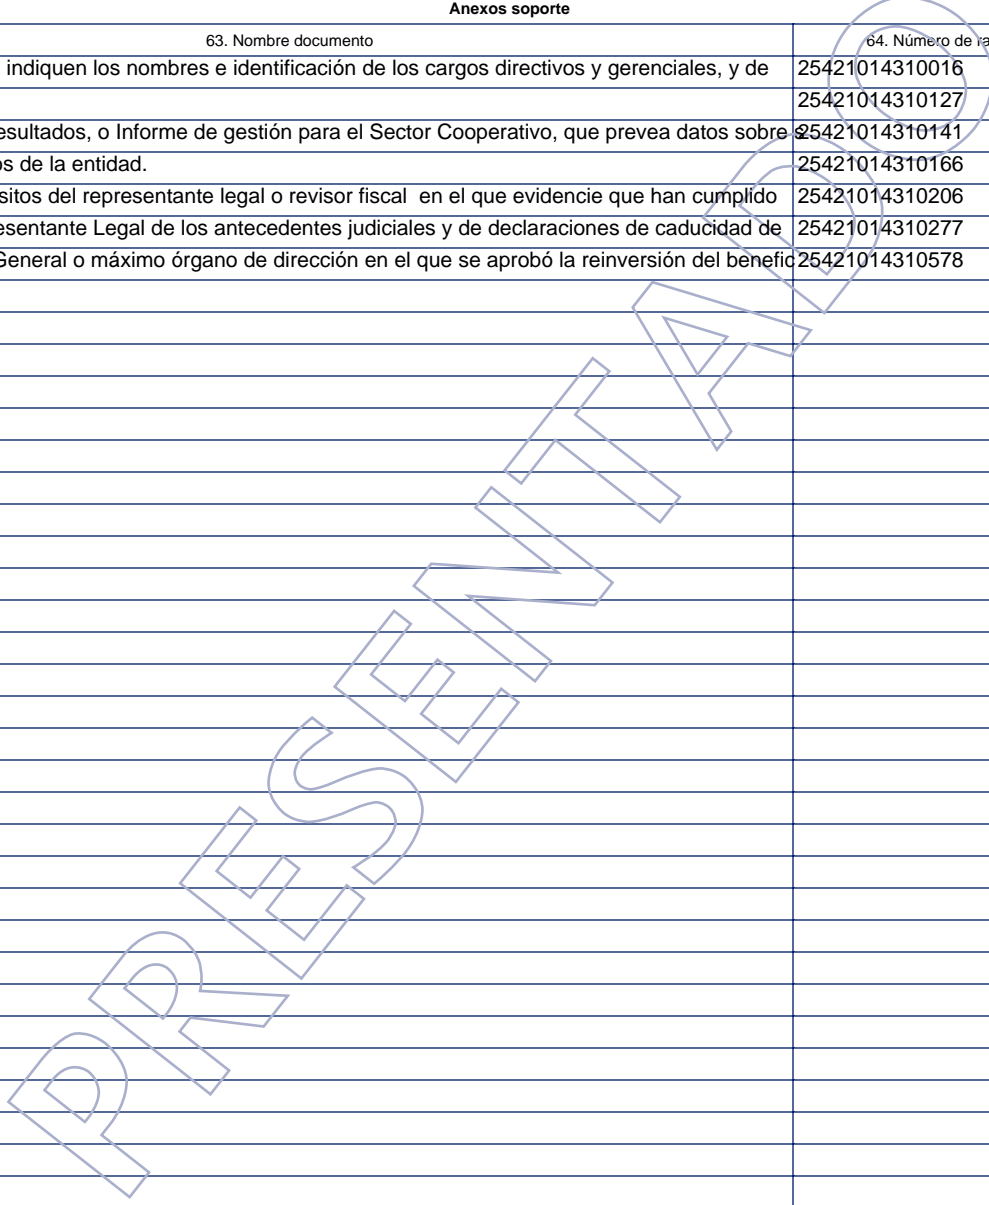 Anexos soporte
63. Nombre documento 64. Número de ra
indiquen los nombres e identificación de los cargos directivos y gerenciales, y de 25421014310016
25421014310127
esultados, o Informe de gestión para el Sector Cooperativo, que prevea datos sobre s 25421014310141
os de la entidad. 25421014310166
sitos del representante legal o revisor fiscal en el que evidencie que han cumplido 25421014310206
esentante Legal de los antecedentes judiciales y de declaraciones de caducidad de 25421014310277
General o máximo órgano de dirección en el que se aprobó la reinversión del benefic 25421014310578
PRESENTADO